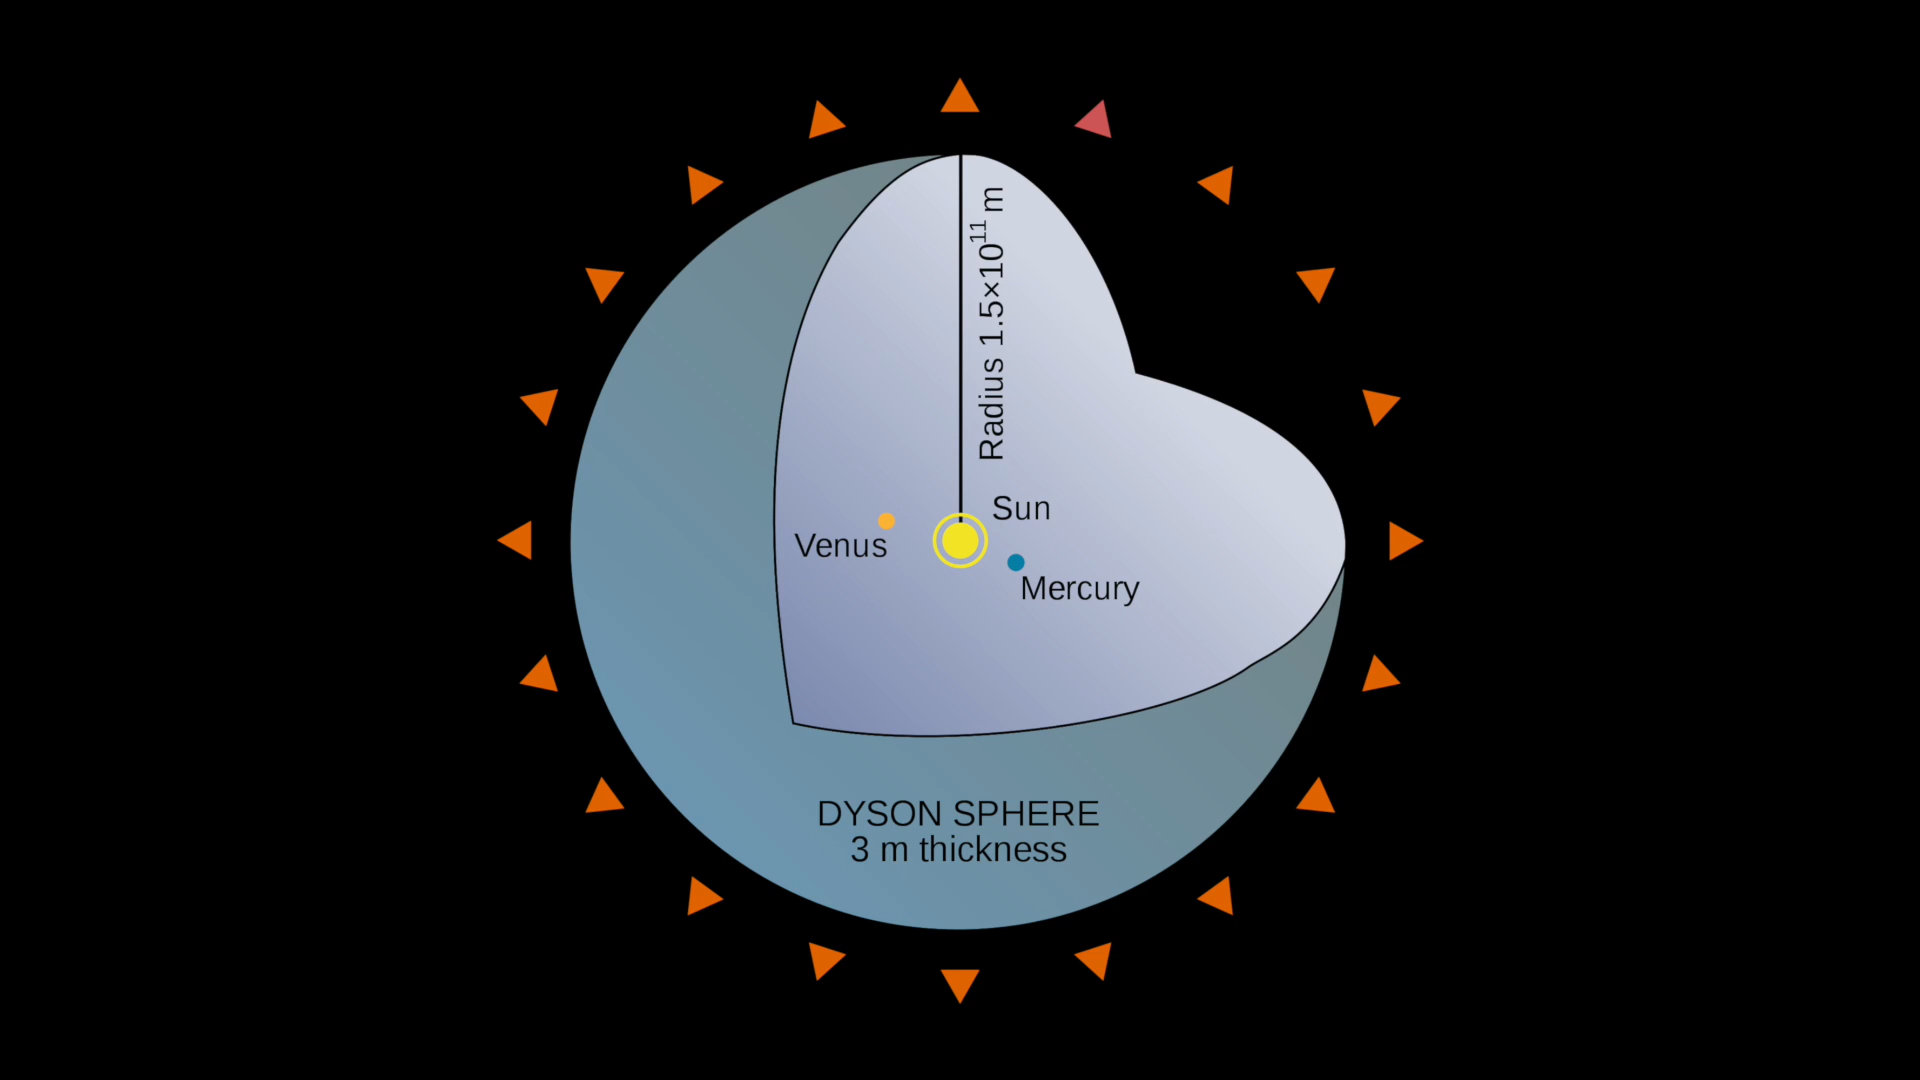 Radius 1.5×10¹¹ m
Sun
Venus
Mercury
DYSON SPHERE
3 m thickness